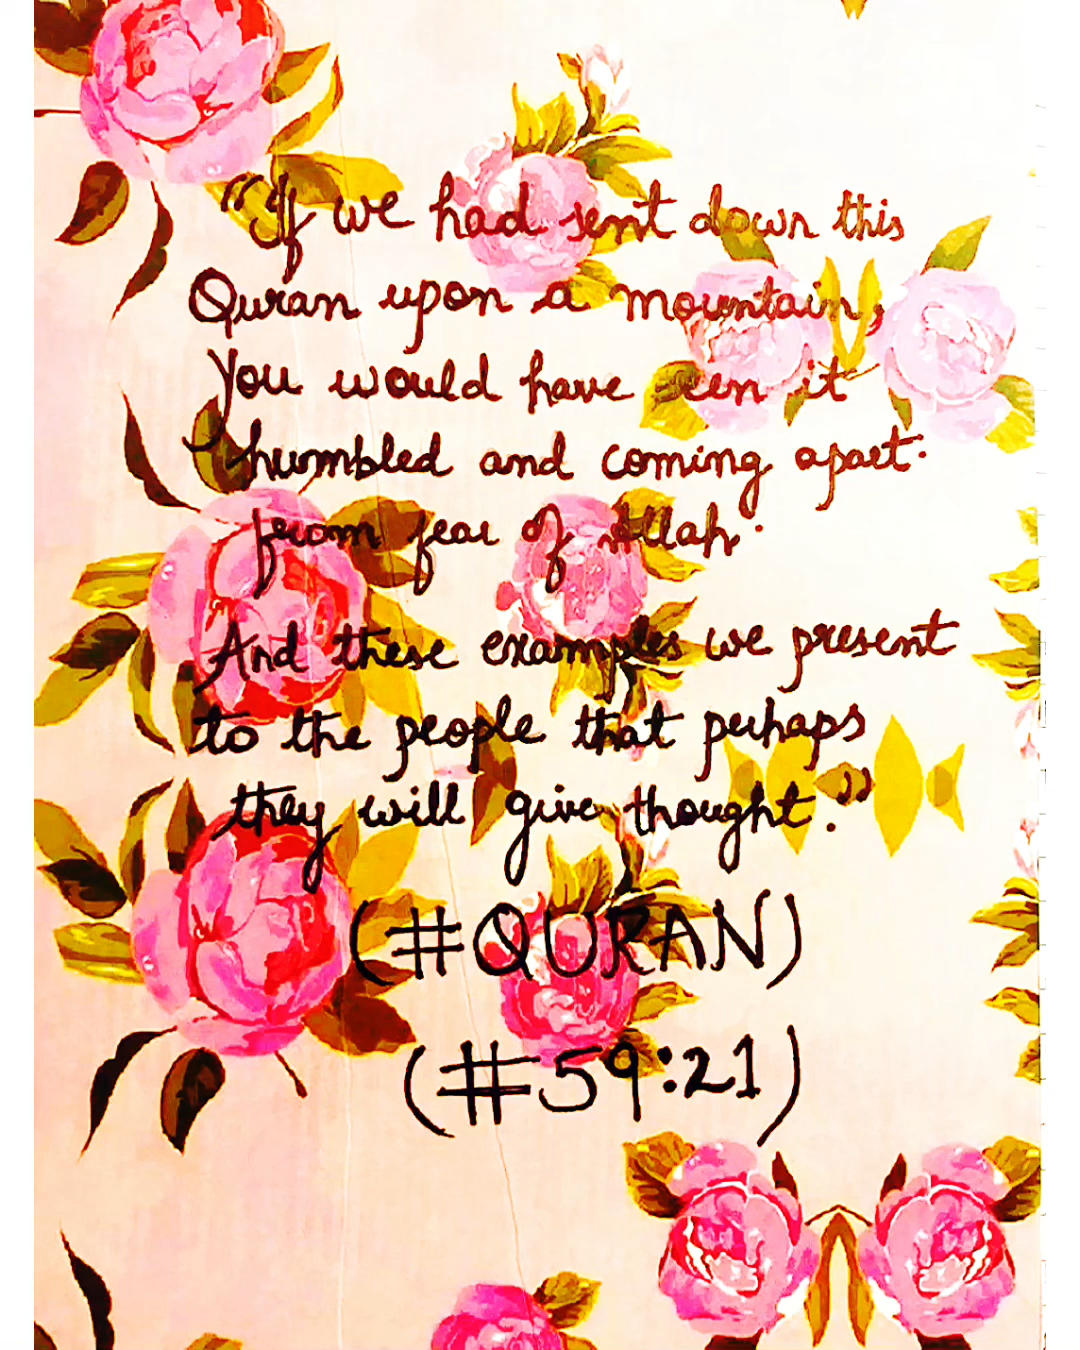 "If we had sent down this
Quran upon a mountain,
You would have seen it
humbled and coming apart
from fear of Allah.
And these examples we present
to the people that perhaps
they will give thought."
(#QURAN)
(#59:21)